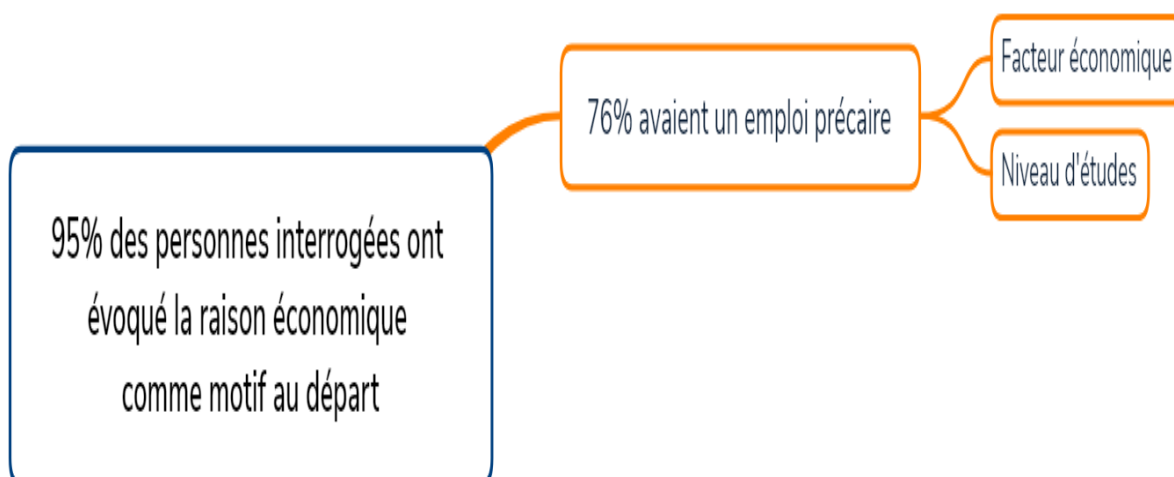 95% des personnes interrogées ont
évoqué la raison économique
comme motif au départ
76% avaient un emploi précaire
Facteur économique
Niveau d'études